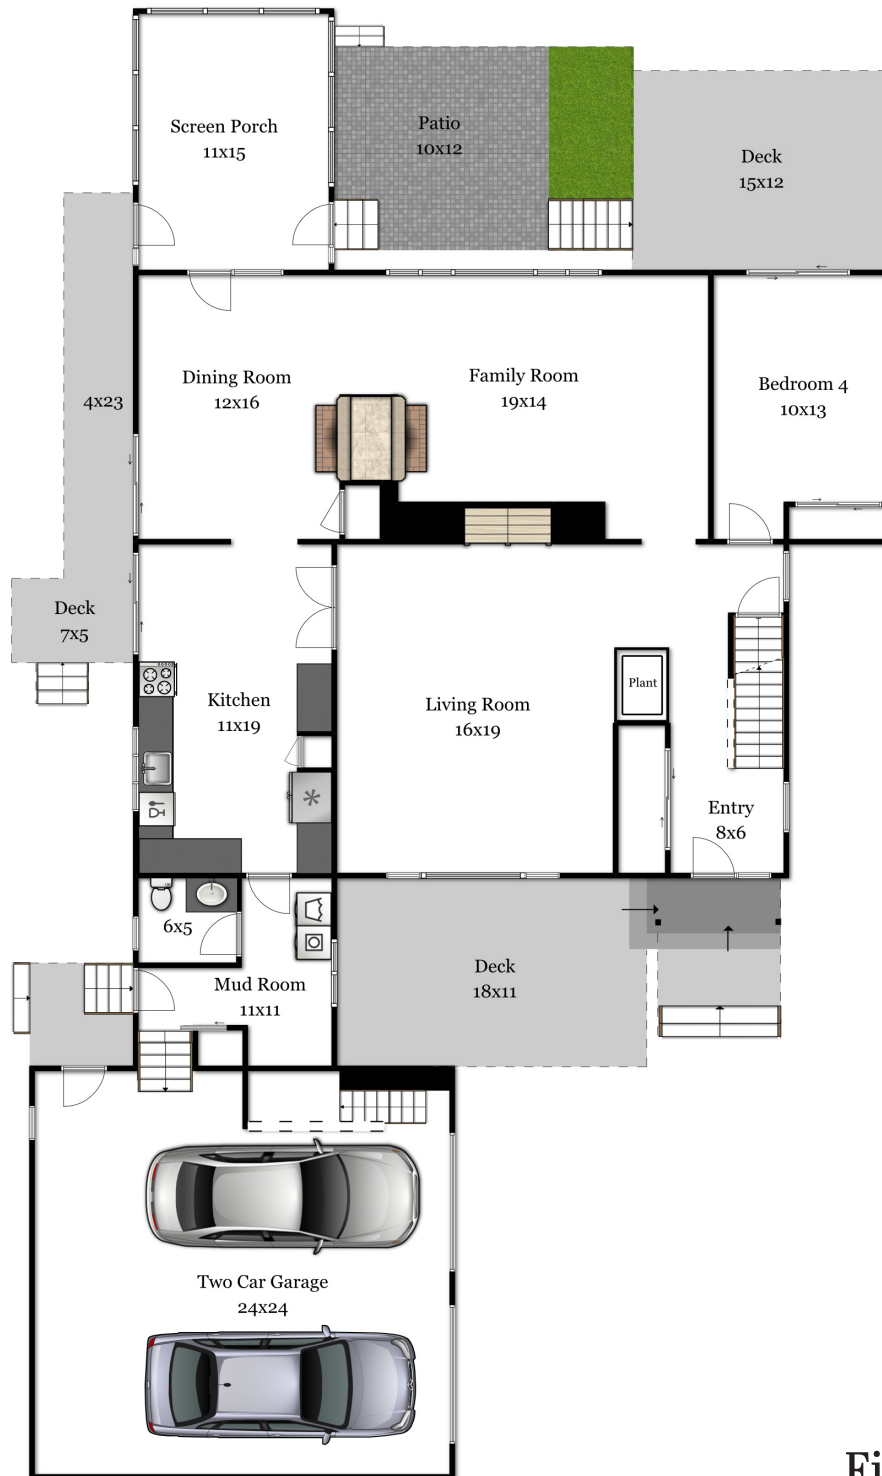 Screen Porch
11x15
Patio
10x12
Deck
15x12
Dining Room
12x16
Family Room
19x14
Bedroom 4
10x13
4x23
Deck
7x5
Kitchen
11x19
Living Room
16x19
Plant
Entry
8x6
6x5
Mud Room
11x11
Deck
18x11
Two Car Garage
24x24
Fi